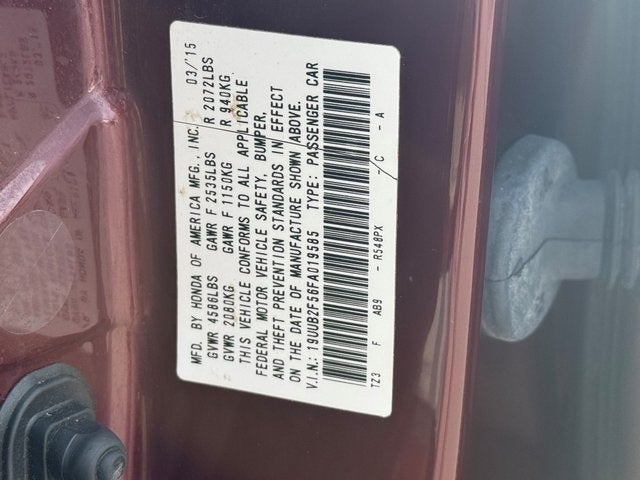 MFD. BY HONDA OF AMERICA MFG., INC. 03/'15
GVWR 4586LBS GAWR F 2535LBS R 2072LBS
GVWR 2080KG GAWR F 1150KG R 940KG
THIS VEHICLE CONFORMS TO ALL APPLICABLE
FEDERAL MOTOR VEHICLE SAFETY, BUMPER,
AND THEFT PREVENTION STANDARDS IN EFFECT
ON THE DATE OF MANUFACTURE SHOWN ABOVE.
V.I.N.: 19UUB2F56FA019585 TYPE: PASSENGER CAR
TZ3 F AB9 - R548PX -C -A